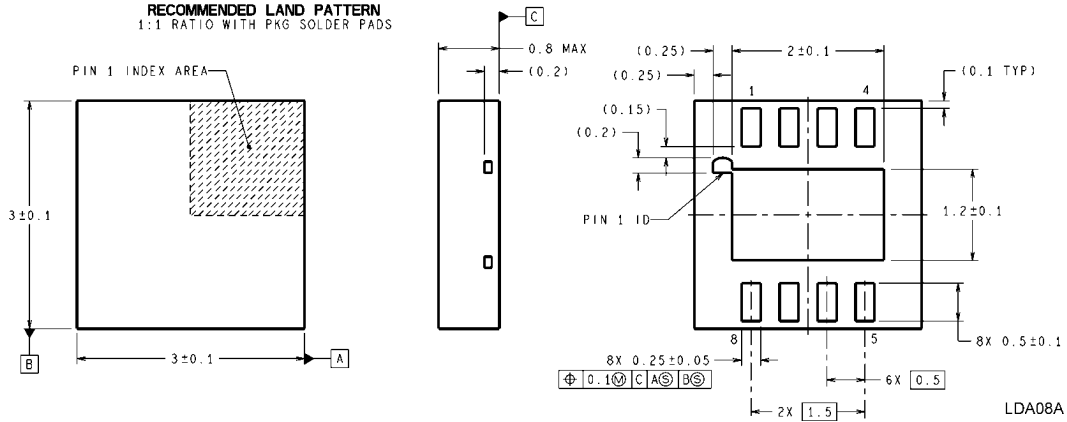 RECOMMENDED LAND PATTERN
1:1 RATIO WITH PKG SOLDER PADS
C
0.8 MAX
(0.2)
(0.25)
2±0.1
(0.25)
(0.1 TYP)
PIN 1 INDEX AREA
1
4
(0.15)
(0.2)
3±0.1
1.2±0.1
PIN 1 ID
8
5
8X 0.5±0.1
B
3±0.1
A
8X 0.25±0.05
⌖ 0.1Ⓜ C AⓈ BⓈ
6X 0.5
2X 1.5
LDA08A